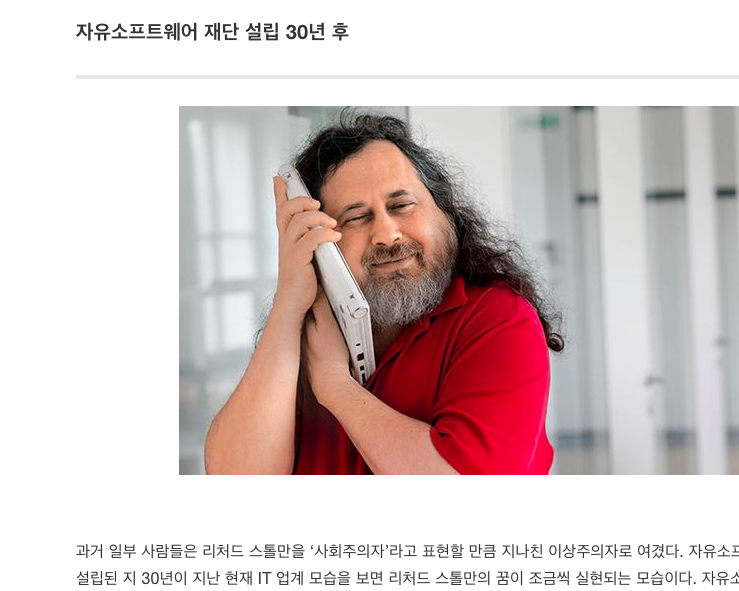 자유소프트웨어 재단 설립 30년 후
과거 일부 사람들은 리처드 스톨만을 ‘사회주의자’라고 표현할 만큼 지나친 이상주의자로 여겼다. 자유소프
설립된 지 30년이 지난 현재 IT 업계 모습을 보면 리처드 스톨만의 꿈이 조금씩 실현되는 모습이다. 자유소